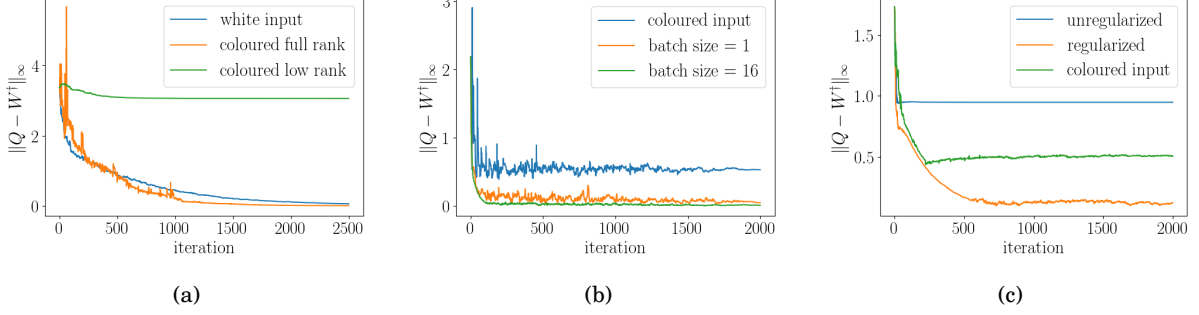 white input
coloured full rank
coloured low rank
‖Q − W†‖∞
4
2
0
0 500 1000 1500 2000 2500
iteration
(a)
coloured input
batch size = 1
batch size = 16
‖Q − W†‖∞
3
2
1
0
0 500 1000 1500 2000
iteration
(b)
unregularized
regularized
coloured input
‖Q − W†‖∞
1.5
1.0
0.5
0 500 1000 1500 2000
iteration
(c)